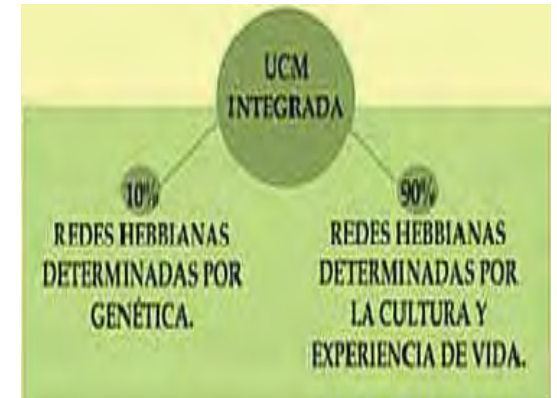 UCM
INTEGRADA
10%
REDES HEBBIANAS
DETERMINADAS POR
GENÉTICA.
90%
REDES HEBBIANAS
DETERMINADAS POR
LA CULTURA Y
EXPERIENCIA DE VIDA.